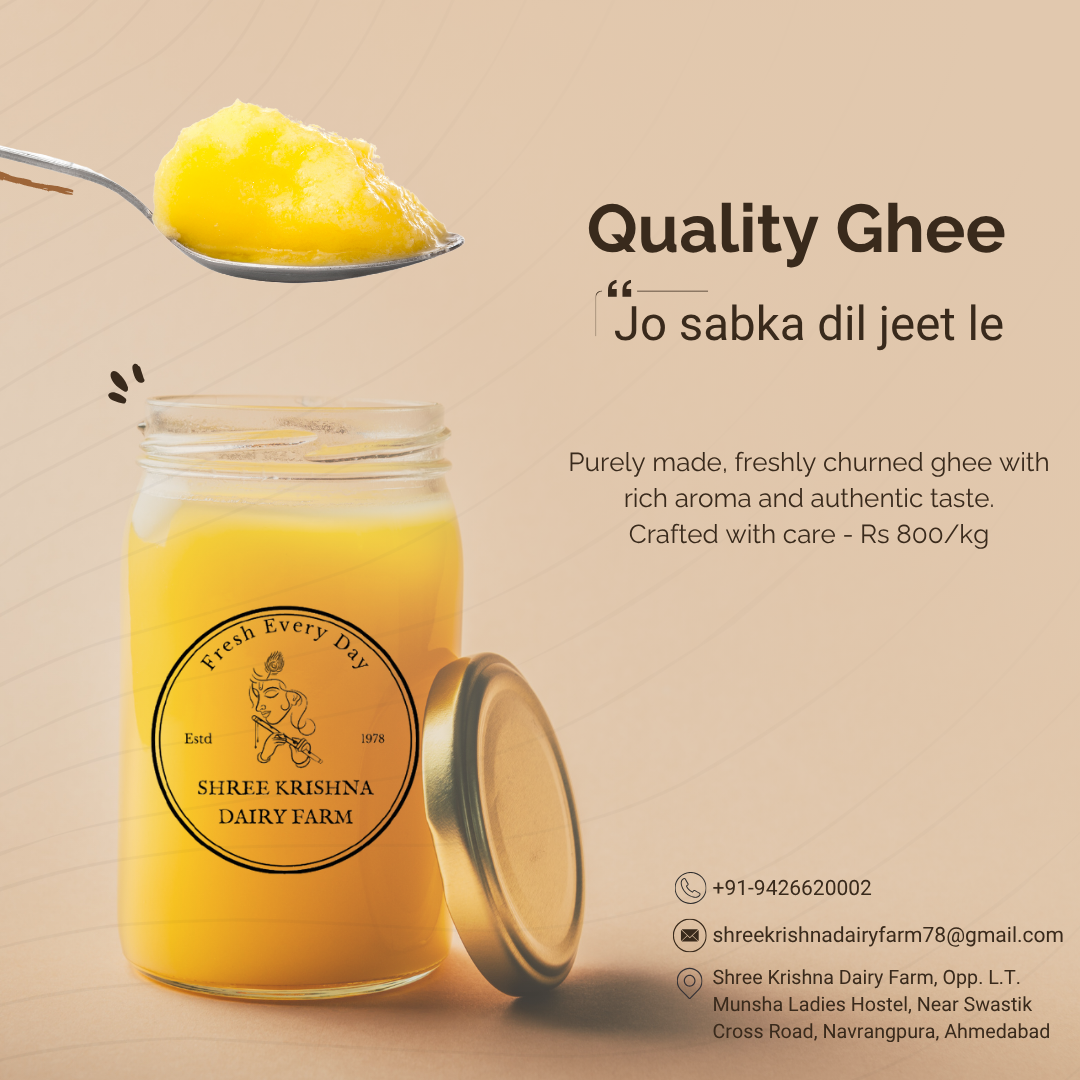 Quality Ghee
“
Jo sabka dil jeet le
Purely made, freshly churned ghee with
rich aroma and authentic taste.
Crafted with care - Rs 800/kg
Fresh Every Day
Estd 1978
SHREE KRISHNA
DAIRY FARM
+91-9426620002
shreekrishnadairyfarm78@gmail.com
Shree Krishna Dairy Farm, Opp. L.T.
Munsha Ladies Hostel, Near Swastik
Cross Road, Navrangpura, Ahmedabad